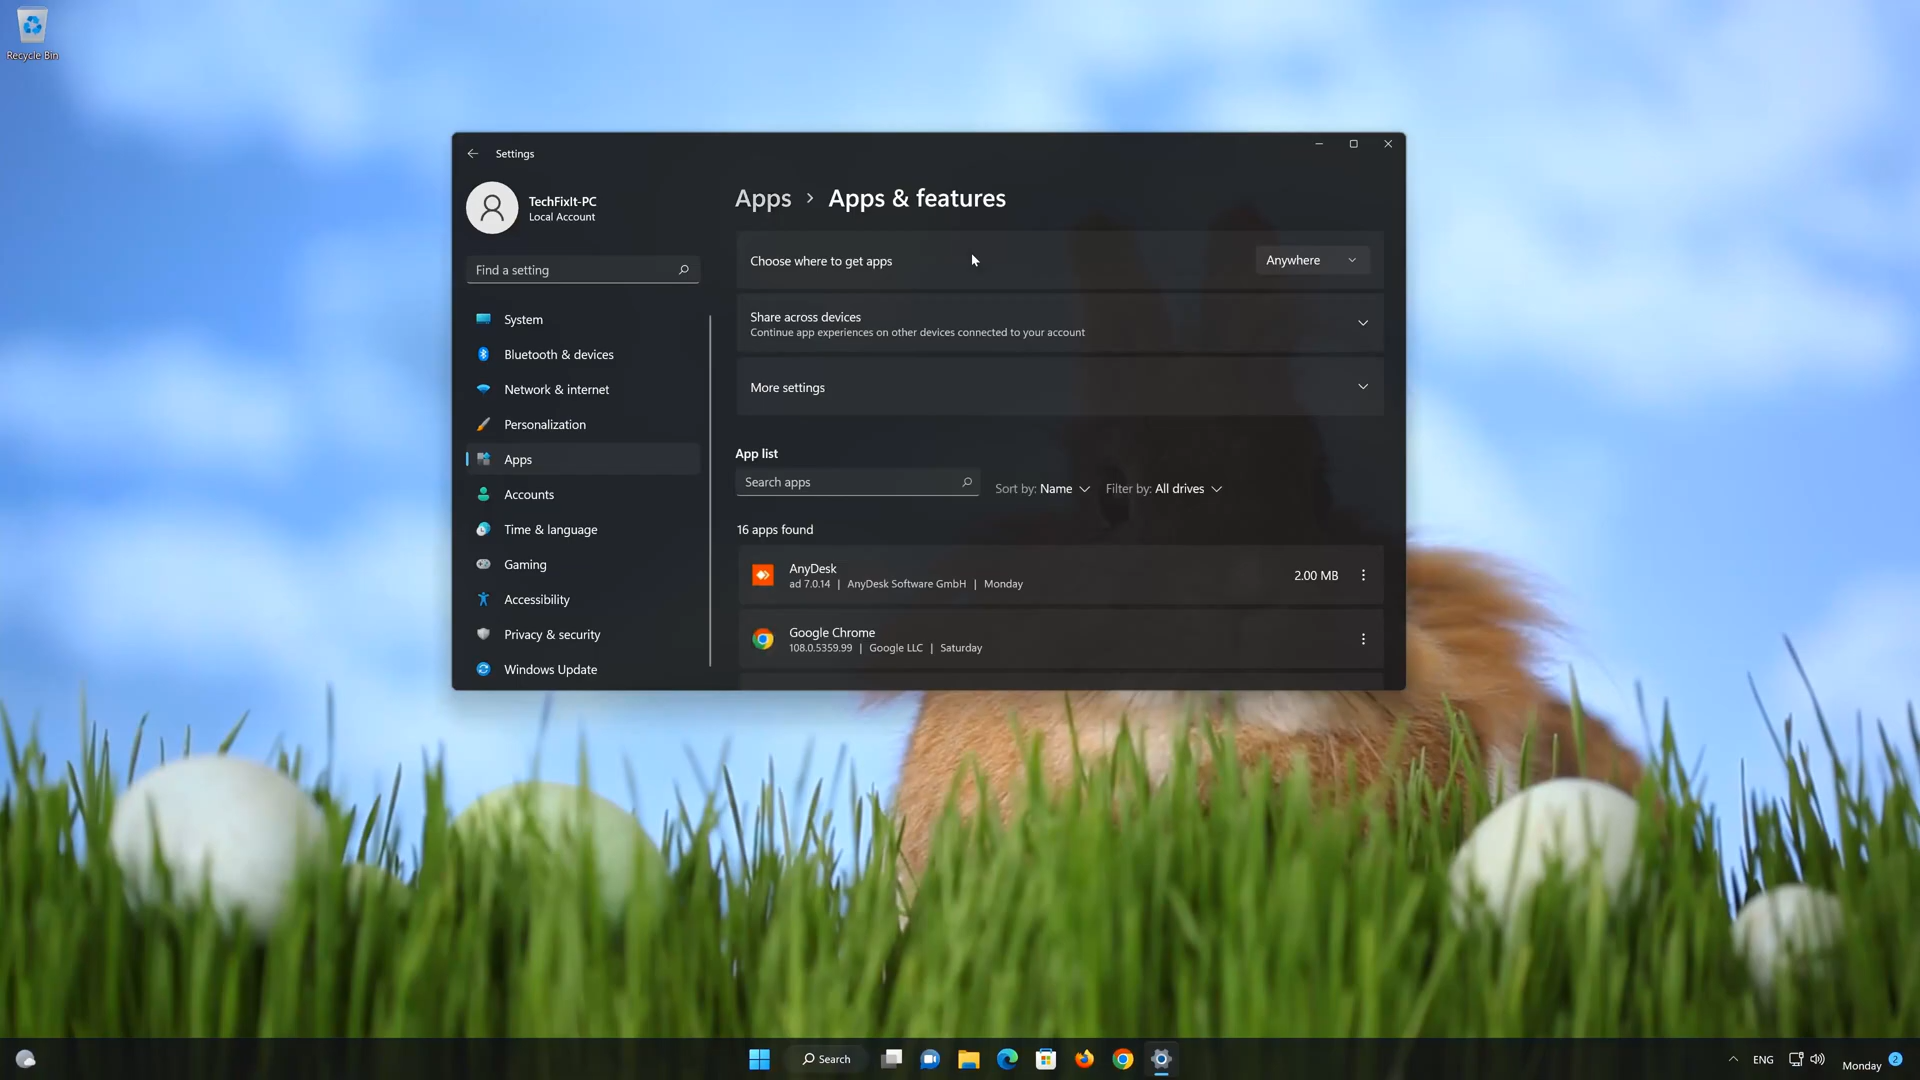 Recycle Bin
Settings
TechFixIt-PC
Local Account
Find a setting
System
Bluetooth & devices
Network & internet
Personalization
Apps
Accounts
Time & language
Gaming
Accessibility
Privacy & security
Windows Update
Apps > Apps & features
Choose where to get apps
Anywhere
Share across devices
Continue app experiences on other devices connected to your account
More settings
App list
Search apps
Sort by: Name
Filter by: All drives
16 apps found
AnyDesk
ad 7.0.14 | AnyDesk Software GmbH | Monday
2.00 MB
Google Chrome
108.0.5359.99 | Google LLC | Saturday
Search
ENG
Monday
2